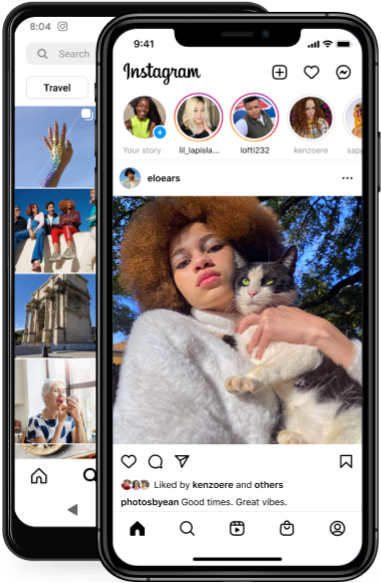 8:04
Search
Travel
9:41
Instagram
Your story
lil_lapisla...
lofti232
kenzoere
sapp
eloears
Liked by kenzoere and others
photosbyean Good times. Great vibes.